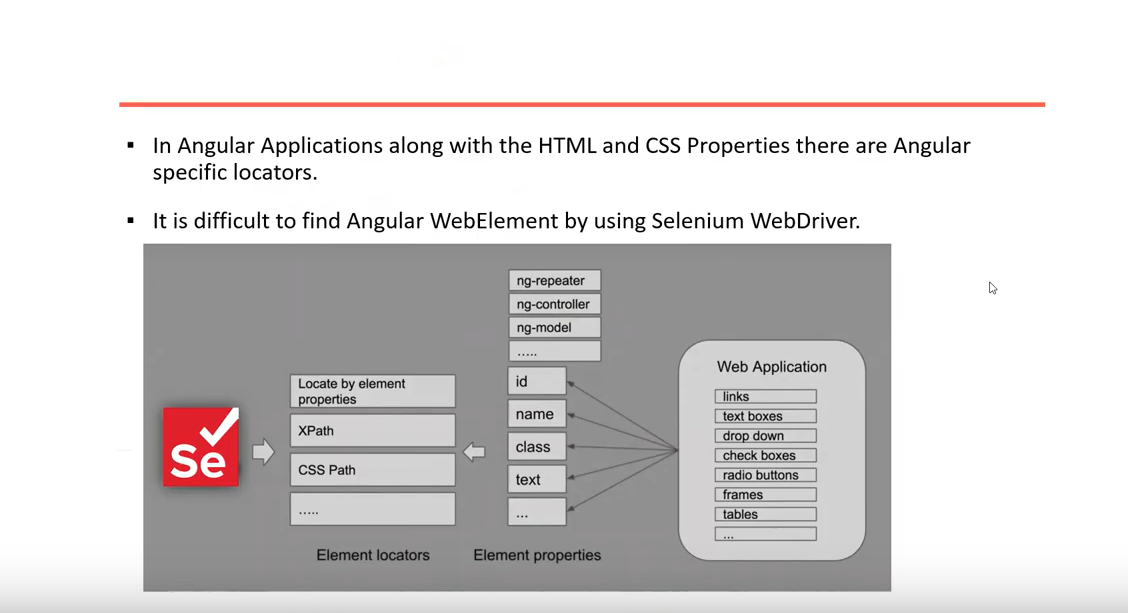 ▪ In Angular Applications along with the HTML and CSS Properties there are Angular
specific locators.
▪ It is difficult to find Angular WebElement by using Selenium WebDriver.
ng-repeater
ng-controller
ng-model
.....
id
name
class
text
...
Locate by element
properties
XPath
CSS Path
.....
Se
Element locators
Element properties
Web Application
links
text boxes
drop down
check boxes
radio buttons
frames
tables
...